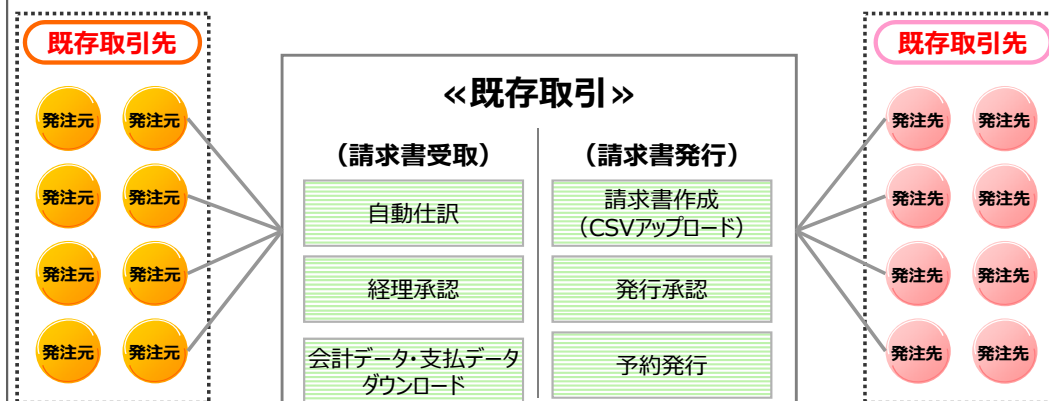 既存取引先
発注元 発注元
発注元 発注元
発注元 発注元
発注元 発注元
≪既存取引≫
（請求書受取）
自動仕訳
経理承認
会計データ・支払データ
ダウンロード
（請求書発行）
請求書作成
（CSVアップロード）
発行承認
予約発行
既存取引先
発注先 発注先
発注先 発注先
発注先 発注先
発注先 発注先